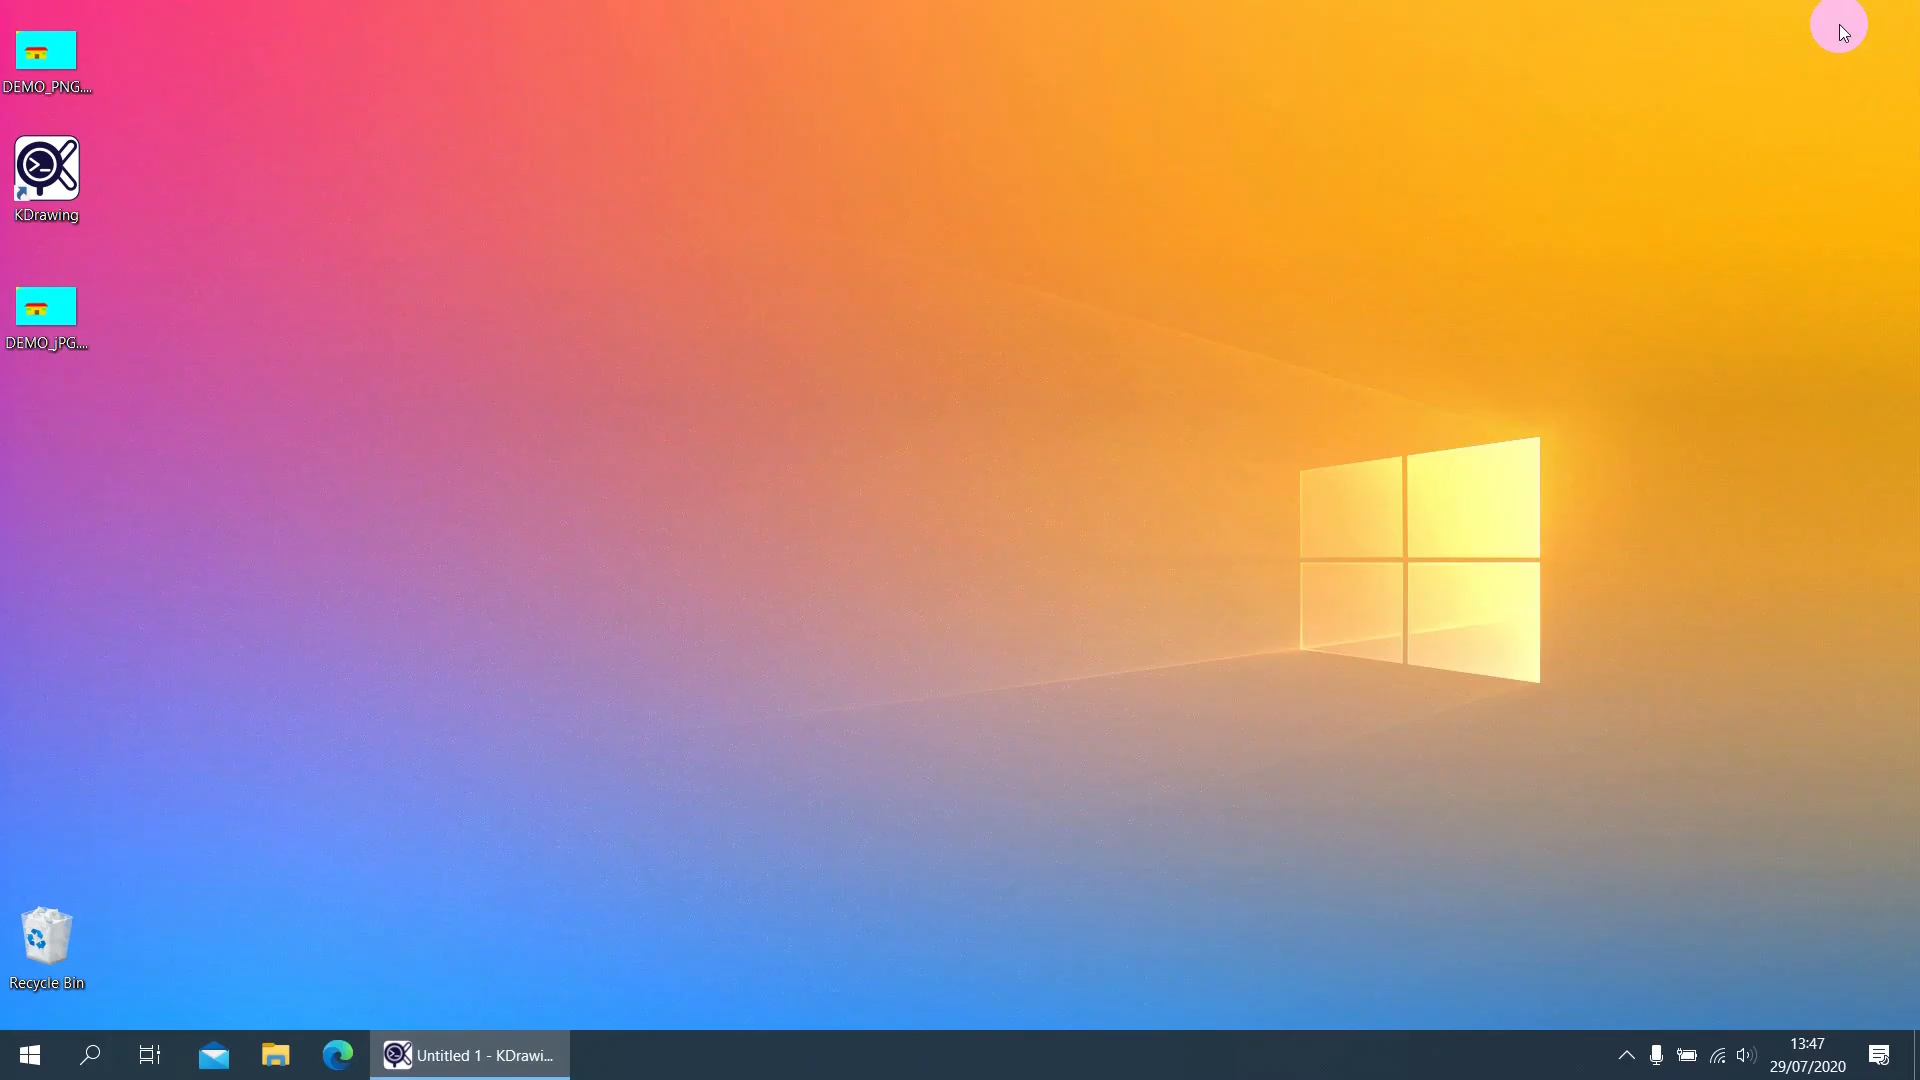 DEMO_PNG....
KDrawing
DEMO_jPG....
Recycle Bin
Untitled 1 - KDrawi...
13:47
29/07/2020